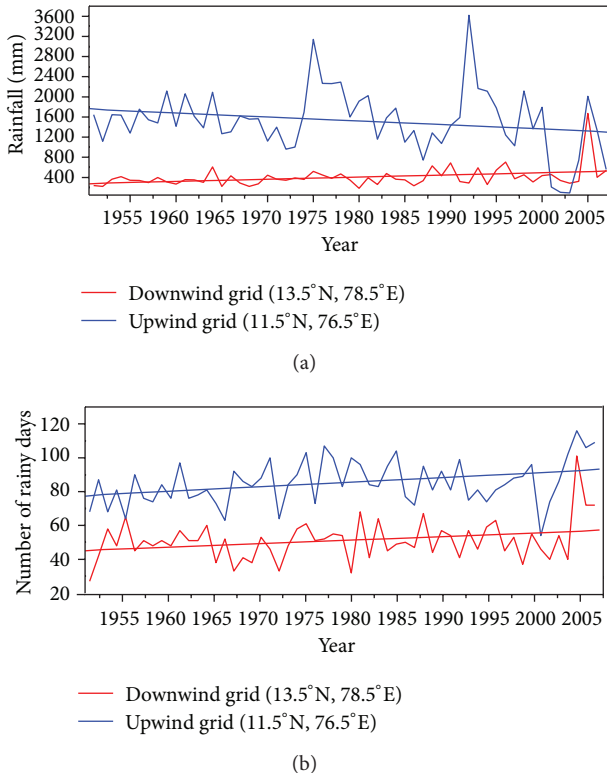 Rainfall (mm)
3600
3200
2800
2400
2000
1600
1200
800
400
1955 1960 1965 1970 1975 1980 1985 1990 1995 2000 2005
Year
Downwind grid (13.5°N, 78.5°E)
Upwind grid (11.5°N, 76.5°E)
(a)
Number of rainy days
120
100
80
60
40
20
1955 1960 1965 1970 1975 1980 1985 1990 1995 2000 2005
Year
Downwind grid (13.5°N, 78.5°E)
Upwind grid (11.5°N, 76.5°E)
(b)